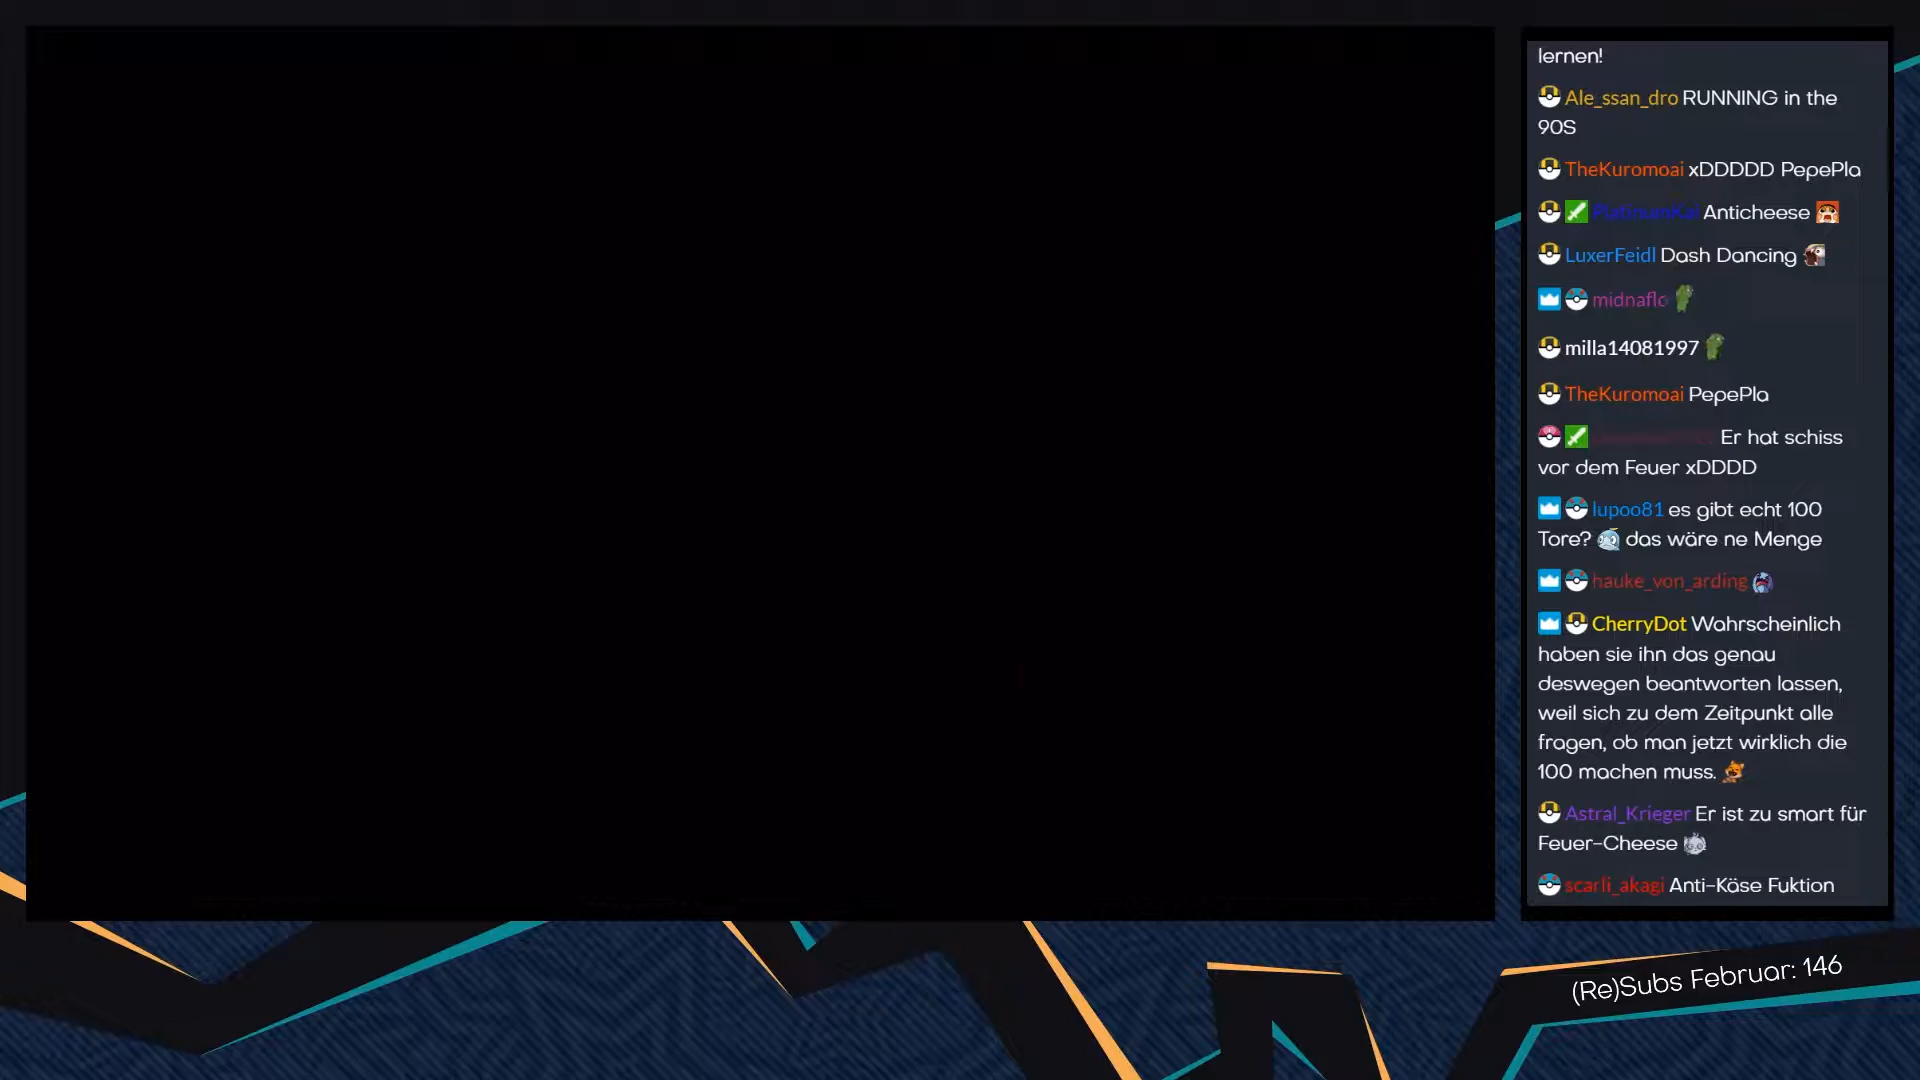 lernen!
Ale_ssan_dro RUNNING in the
90S
TheKuromoai xDDDDD PepePla
PlatinumKal Anticheese
LuxerFeidl Dash Dancing
midnaflo
milla14081997
TheKuromoai PepePla
Er hat schiss
vor dem Feuer xDDDD
lupoo81 es gibt echt 100
Tore? das wäre ne Menge
hauke_von_arding
CherryDot Wahrscheinlich
haben sie ihn das genau
deswegen beantworten lassen,
weil sich zu dem Zeitpunkt alle
fragen, ob man jetzt wirklich die
100 machen muss.
Astral_Krieger Er ist zu smart für
Feuer-Cheese
scarli_akagi Anti-Käse Fuktion
(Re)Subs Februar: 146